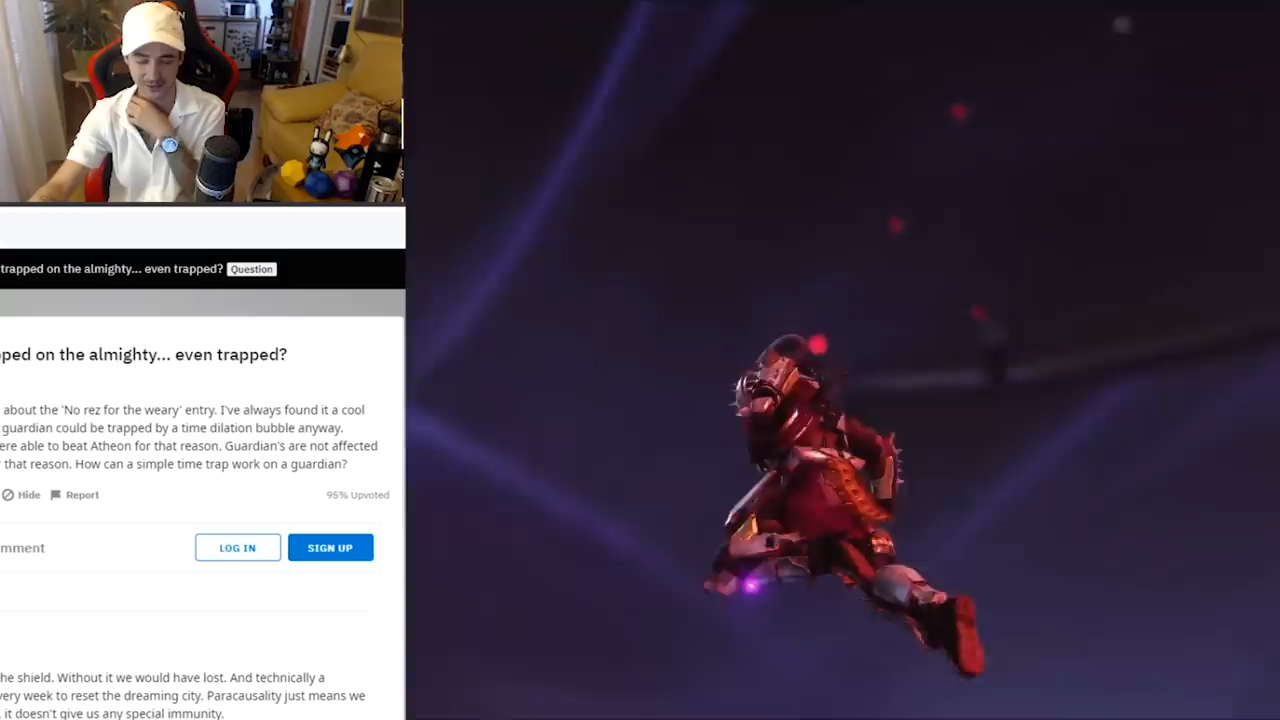 trapped on the almighty... even trapped? Question
pped on the almighty... even trapped?
about the 'No rez for the weary' entry. I've always found it a cool
guardian could be trapped by a time dilation bubble anyway.
ere able to beat Atheon for that reason. Guardian's are not affected
that reason. How can a simple time trap work on a guardian?
Hide Report 95% Upvoted
mment LOG IN SIGN UP
he shield. Without it we would have lost. And technically a
very week to reset the dreaming city. Paracausality just means we
it doesn't give us any special immunity.